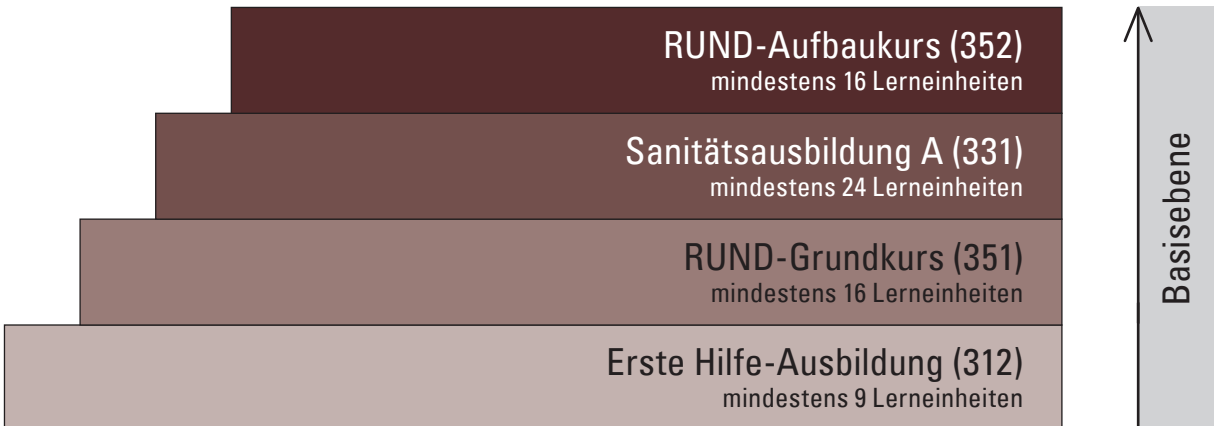 RUND-Aufbaukurs (352)
mindestens 16 Lerneinheiten
Sanitätsausbildung A (331)
mindestens 24 Lerneinheiten
RUND-Grundkurs (351)
mindestens 16 Lerneinheiten
Erste Hilfe-Ausbildung (312)
mindestens 9 Lerneinheiten
Basisebene